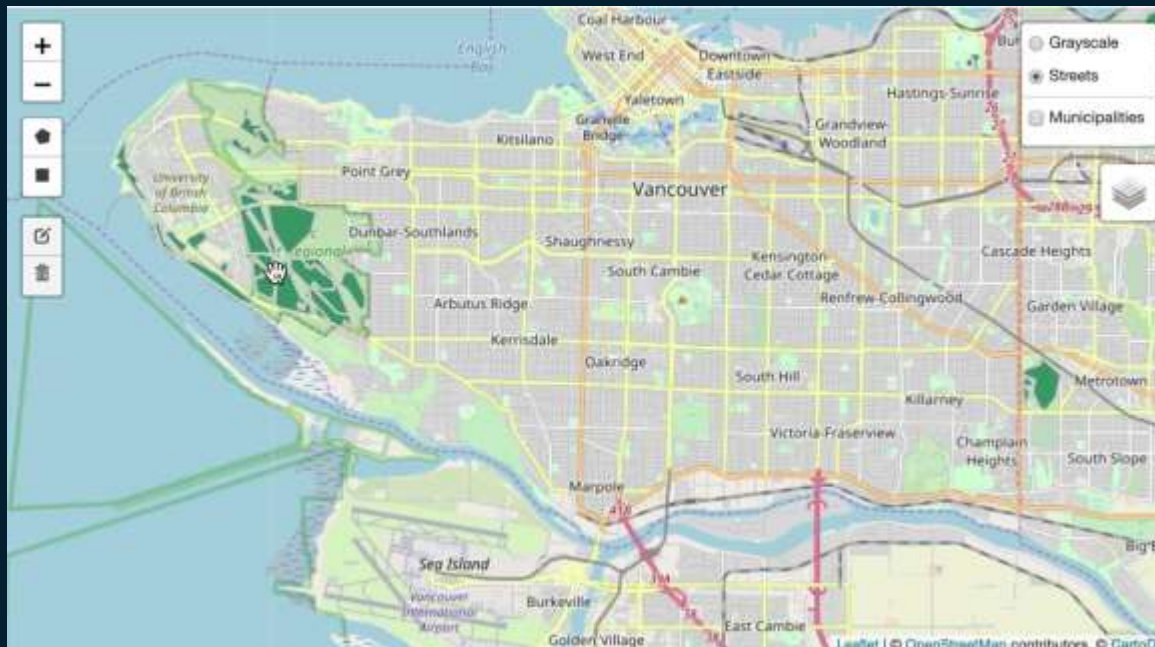 +
−
Grayscale
Streets
Municipalities
Coal Harbour
English
Bay
West End
Downtown
Eastside
Hastings-Sunrise
Yaletown
Granville
Bridge
Grandview-
Woodland
Kitsilano
Point Grey
University
of British
Columbia
Vancouver
Dunbar-Southlands
Shaughnessy
South Cambie
Kensington-
Cedar Cottage
Cascade Heights
Renfrew-Collingwood
Garden Village
Arbutus Ridge
Kerrisdale
Oakridge
South Hill
Metrotown
Killarney
Victoria-Fraserview
Champlain
Heights
South Slope
Marpole
41B
Sea Island
Vancouver
International
Airport
Burkeville
East Cambie
Golden Village
26
Leaflet | © OpenStreetMap contributors, © CartoD